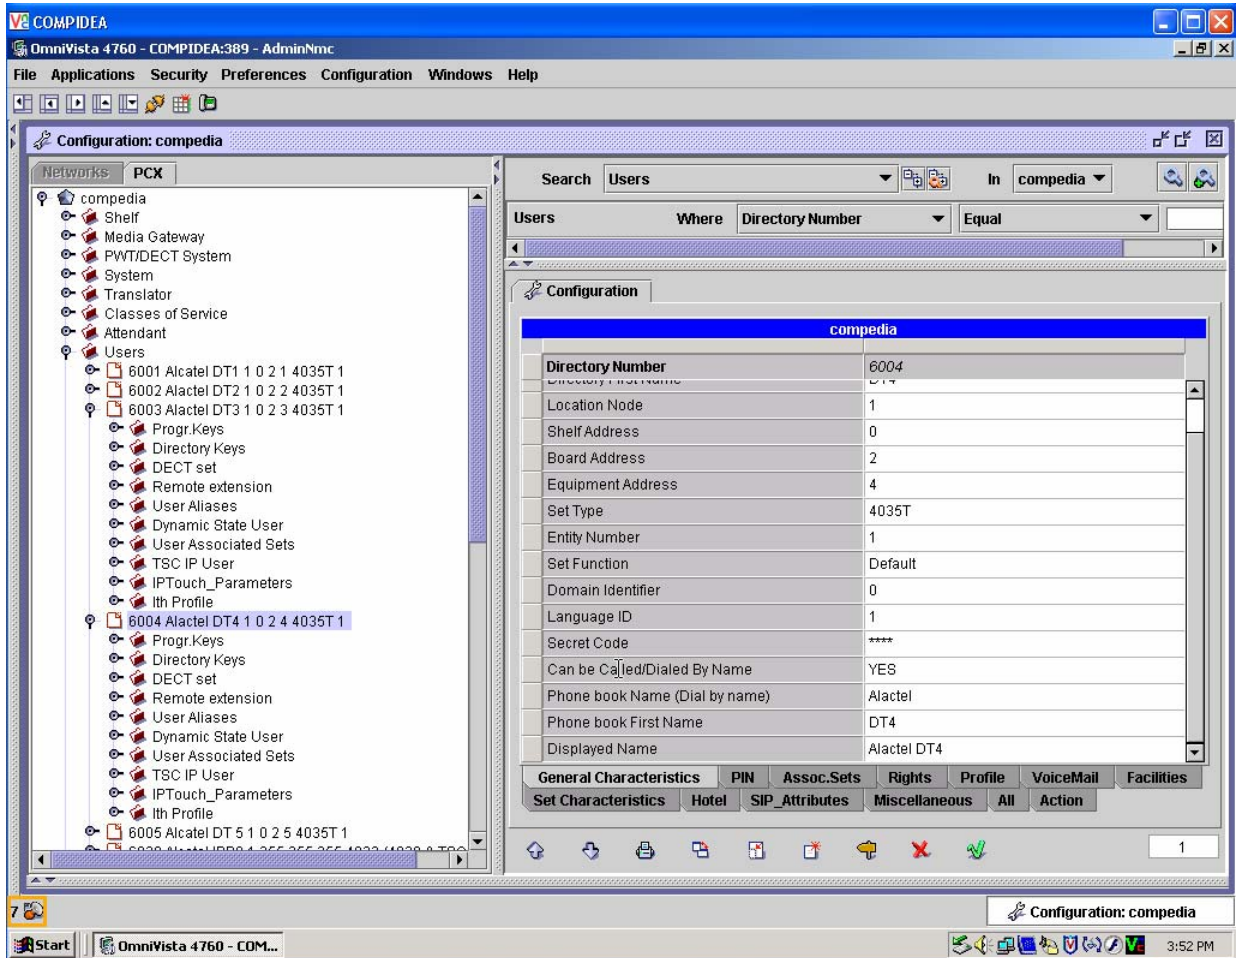 COMPIDEA
OmniVista 4760 - COMPIDEA:389 - AdminNmc
File Applications Security Preferences Configuration Windows Help
Configuration: compedia
Networks PCX
compedia
Shelf
Media Gateway
PWT/DECT System
System
Translator
Classes of Service
Attendant
Users
6001 Alcatel DT1 1 0 2 1 4035T 1
6002 Alactel DT2 1 0 2 2 4035T 1
6003 Alactel DT3 1 0 2 3 4035T 1
Progr.Keys
Directory Keys
DECT set
Remote extension
User Aliases
Dynamic State User
User Associated Sets
TSC IP User
IPTouch_Parameters
Ith Profile
6004 Alactel DT4 1 0 2 4 4035T 1
Progr.Keys
Directory Keys
DECT set
Remote extension
User Aliases
Dynamic State User
User Associated Sets
TSC IP User
IPTouch_Parameters
Ith Profile
6005 Alcatel DT 5 1 0 2 5 4035T 1
Search Users In compedia
Users Where Directory Number Equal
Configuration
compedia
Directory Number 6004
Directory First Name DT4
Location Node 1
Shelf Address 0
Board Address 2
Equipment Address 4
Set Type 4035T
Entity Number 1
Set Function Default
Domain Identifier 0
Language ID 1
Secret Code ****
Can be Called/Dialed By Name YES
Phone book Name (Dial by name) Alactel
Phone book First Name DT4
Displayed Name Alactel DT4
General Characteristics PIN Assoc.Sets Rights Profile VoiceMail Facilities
Set Characteristics Hotel SIP_Attributes Miscellaneous All Action
1
7
Configuration: compedia
Start OmniVista 4760 - COM... 3:52 PM